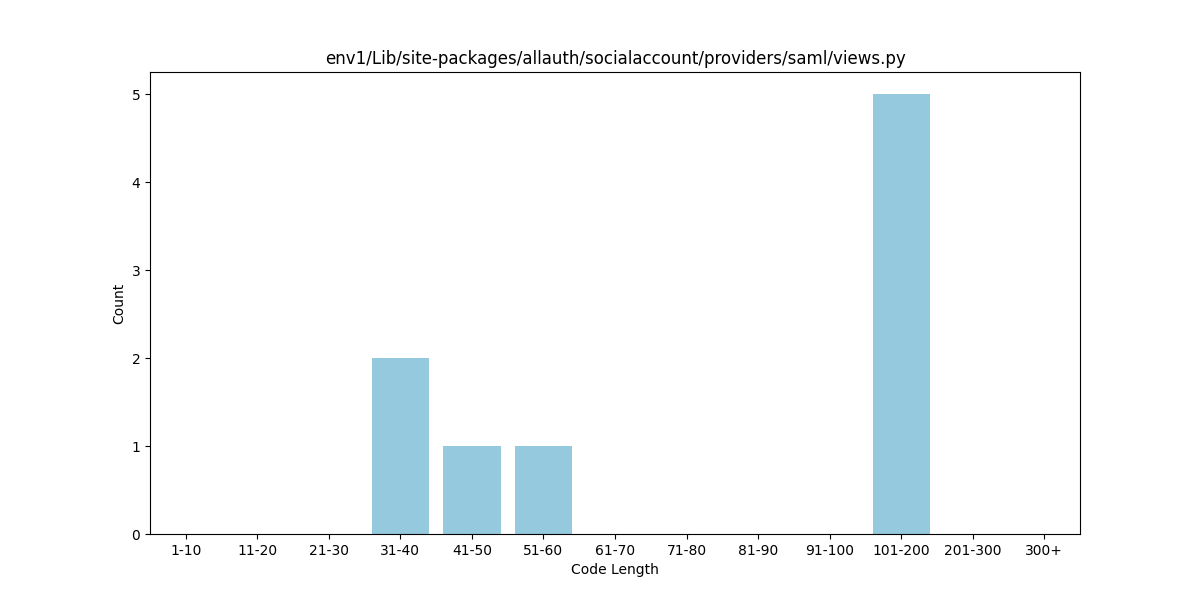 env1/Lib/site-packages/allauth/socialaccount/providers/saml/views.py
5
4
3
2
1
0
Count
1-10 11-20 21-30 31-40 41-50 51-60 61-70 71-80 81-90 91-100 101-200 201-300 300+
Code Length